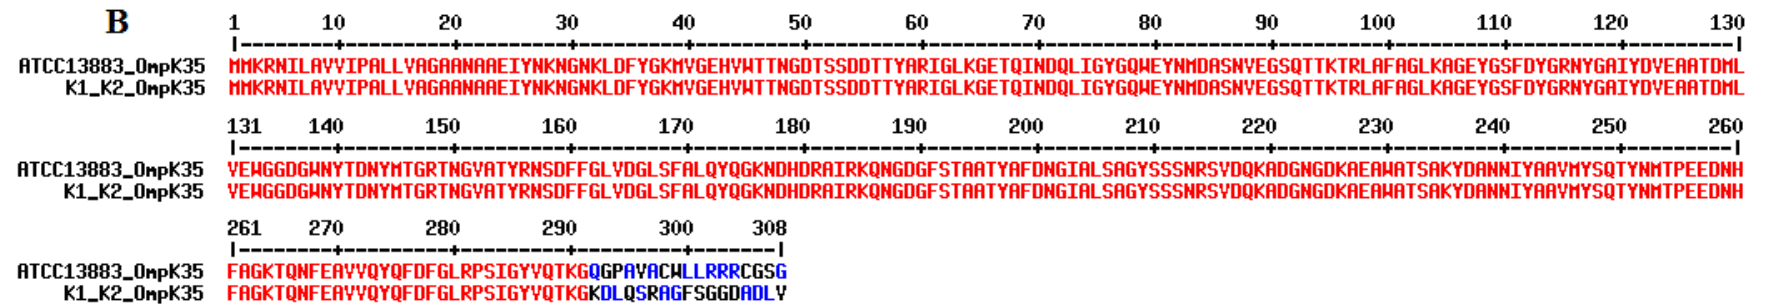 B
1 10 20 30 40 50 60 70 80 90 100 110 120 130
|--------+---------+---------+---------+---------+---------+---------+---------+---------+---------+---------+---------+---------|
ATCC13883_OmpK35 MMKRNILAVVIPALLVAGAANAAEIYNKNGNKLDFYGKMVGEHVWTTNGDTSSDDTTYARIGLKGETQINDQLIGYGQWEYNMDASNVEGSQTTKTRLAFAGLKAGEYGSFDYGRNYGAIYDVEAATDML
K1_K2_OmpK35 MMKRNILAVVIPALLVAGAANAAEIYNKNGNKLDFYGKMVGEHVWTTNGDTSSDDTTYARIGLKGETQINDQLIGYGQWEYNMDASNVEGSQTTKTRLAFAGLKAGEYGSFDYGRNYGAIYDVEAATDML
131 140 150 160 170 180 190 200 210 220 230 240 250 260
|--------+---------+---------+---------+---------+---------+---------+---------+---------+---------+---------+---------+---------|
ATCC13883_OmpK35 VEWGGDGWNYTDNYMTGRTNGVATYRNSDFFGLVDGLSFALQYQGKNDHDRAIRKQNGDGFSTAATYAFDNGIALSAGYSSSNRSVDQKADGNGDKAEAWATSAKYDANNIYAAVMYSQTYNMTPEEDNH
K1_K2_OmpK35 VEWGGDGWNYTDNYMTGRTNGVATYRNSDFFGLVDGLSFALQYQGKNDHDRAIRKQNGDGFSTAATYAFDNGIALSAGYSSSNRSVDQKADGNGDKAEAWATSAKYDANNIYAAVMYSQTYNMTPEEDNH
261 270 280 290 300 308
|--------+---------+---------+---------+-------|
ATCC13883_OmpK35 FAGKTQNFEAVVQYQFDFGLRPSIGYVQTKGQGPAVACWLLRRRCGSG
K1_K2_OmpK35 FAGKTQNFEAVVQYQFDFGLRPSIGYVQTKGKDLQSRAGFSGGDADLV